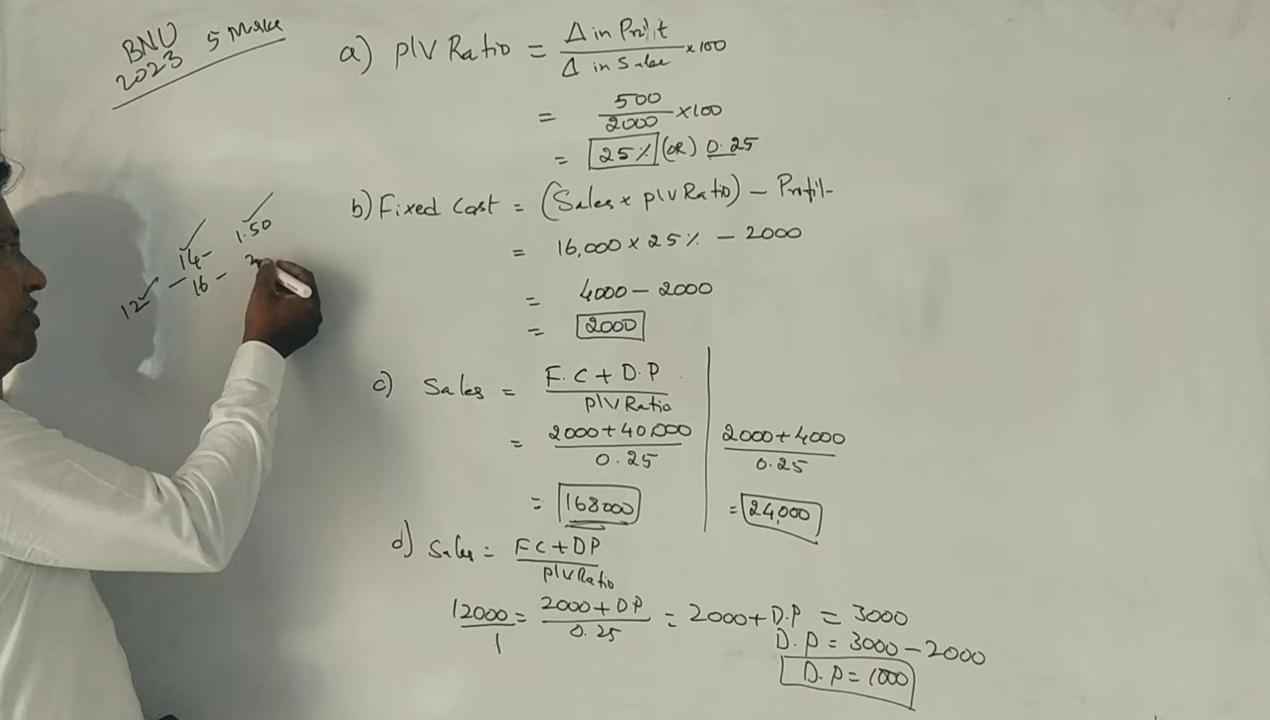 BNU
2023 5 Marks
a) P/V Ratio = Δ in Profit / Δ in Sales × 100
= 500 / 2000 × 100
= 25% (OR) 0.25
b) Fixed Cost = (Sales × P/V Ratio) - Profit
= 16,000 × 25% - 2000
= 4000 - 2000
= 2000
14 - 1.50
12 - 16 -
c) Sales = F.C + D.P / P/V Ratio
= 2000+40,000 / 0.25
= 168000
2000+4000 / 0.25
= 24,000
d) Sales = FC+DP / P/V Ratio
12000 / 1 = 2000+DP / 0.25 = 2000+D.P = 3000
D.P = 3000-2000
D.P = 1000